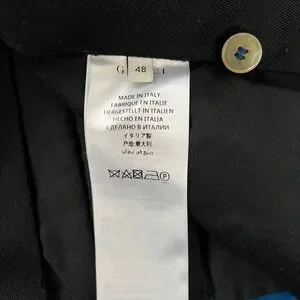 G 48 I
MADE IN ITALY
FABRIQUÉ EN ITALIE
HERGESTELLT IN ITALIEN
HECHO EN ITALIA
СДЕЛАНО В ИТАЛИИ
イタリア製
产地:意大利
صنع في إيطاليا